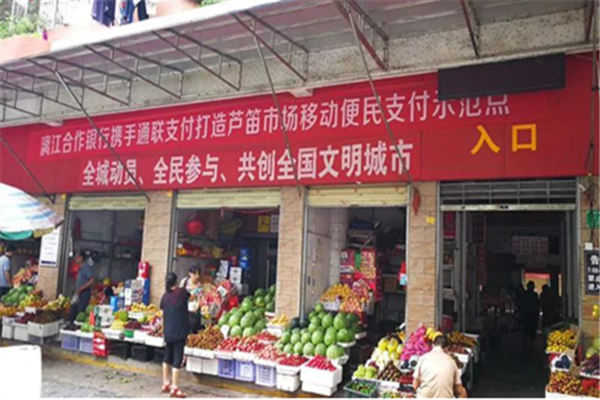 漓江合作银行携手通联支付打造芦笛市场移动便民支付示范点
全城动员、全民参与、共创全国文明城市
入口
告